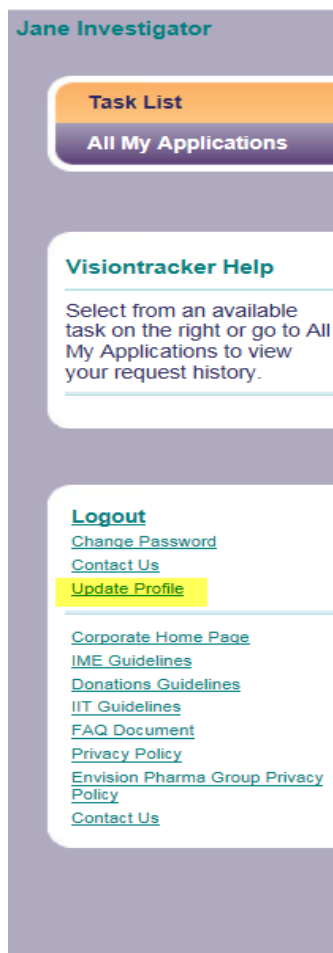 Jane Investigator
Task List
All My Applications
Visiontracker Help
Select from an available
task on the right or go to All
My Applications to view
your request history.
Logout
Change Password
Contact Us
Update Profile
Corporate Home Page
IME Guidelines
Donations Guidelines
IIT Guidelines
FAQ Document
Privacy Policy
Envision Pharma Group Privacy
Policy
Contact Us